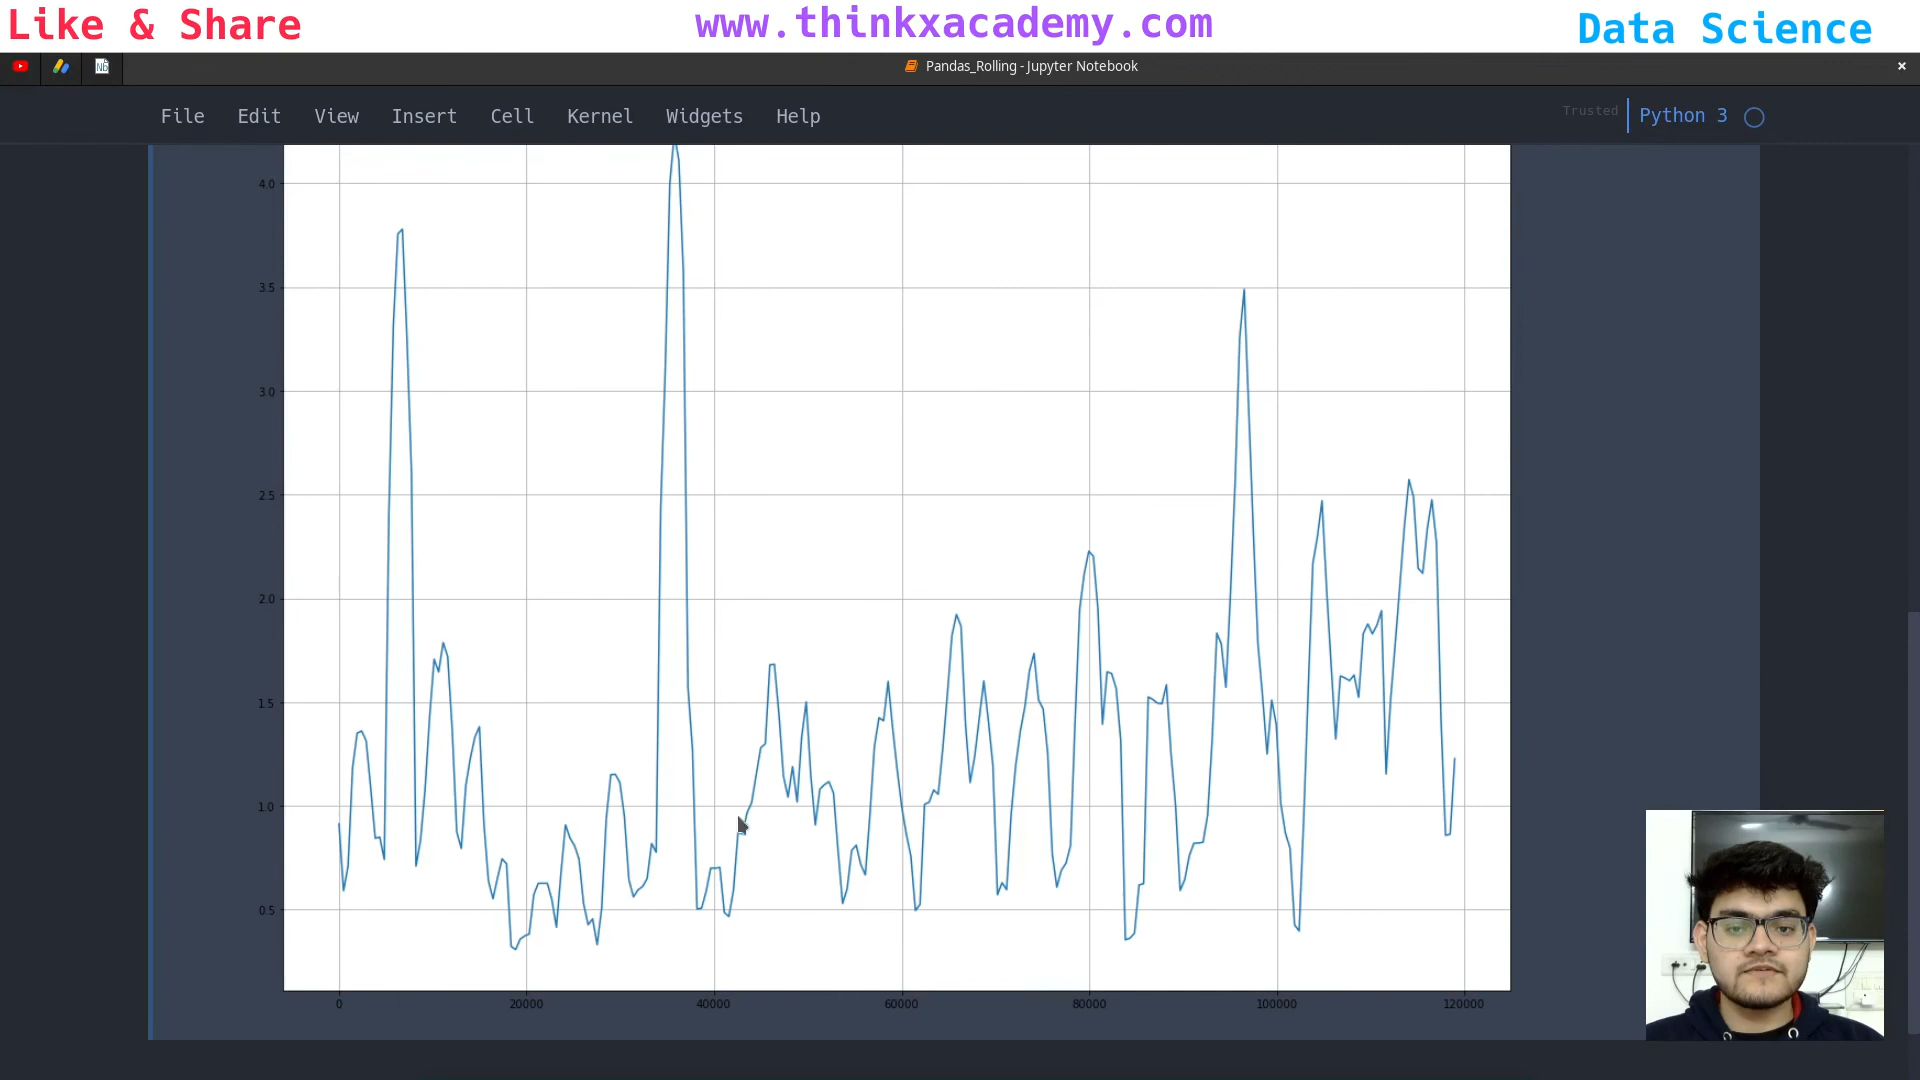 Like & Share
www.thinkxacademy.com
Data Science
Nb
Pandas_Rolling - Jupyter Notebook
×
File Edit View Insert Cell Kernel Widgets Help
Trusted
Python 3
4.0
3.5
3.0
2.5
2.0
1.5
1.0
0.5
0 20000 40000 60000 80000 100000 120000